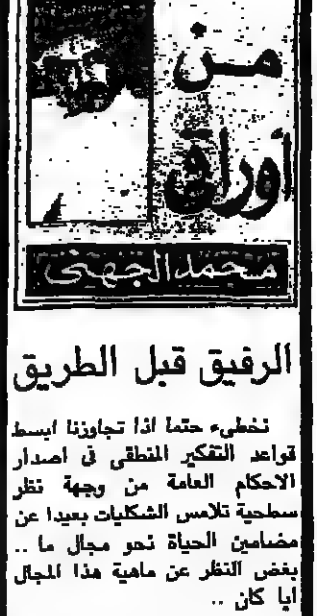 من
أوراق
محمد الجهني
الرفيق قبل الطريق
نخطىء حتما اذا تجاوزنا ابسط
قواعد التفكير المنطقى فى اصدار
الاحكام العامة من وجهة نظر
سطحية تلامس الشكليات بعيدا عن
مضامين الحياة نحو مجال ما ..
بغض النظر عن ماهية هذا المجال
ايا كان ..